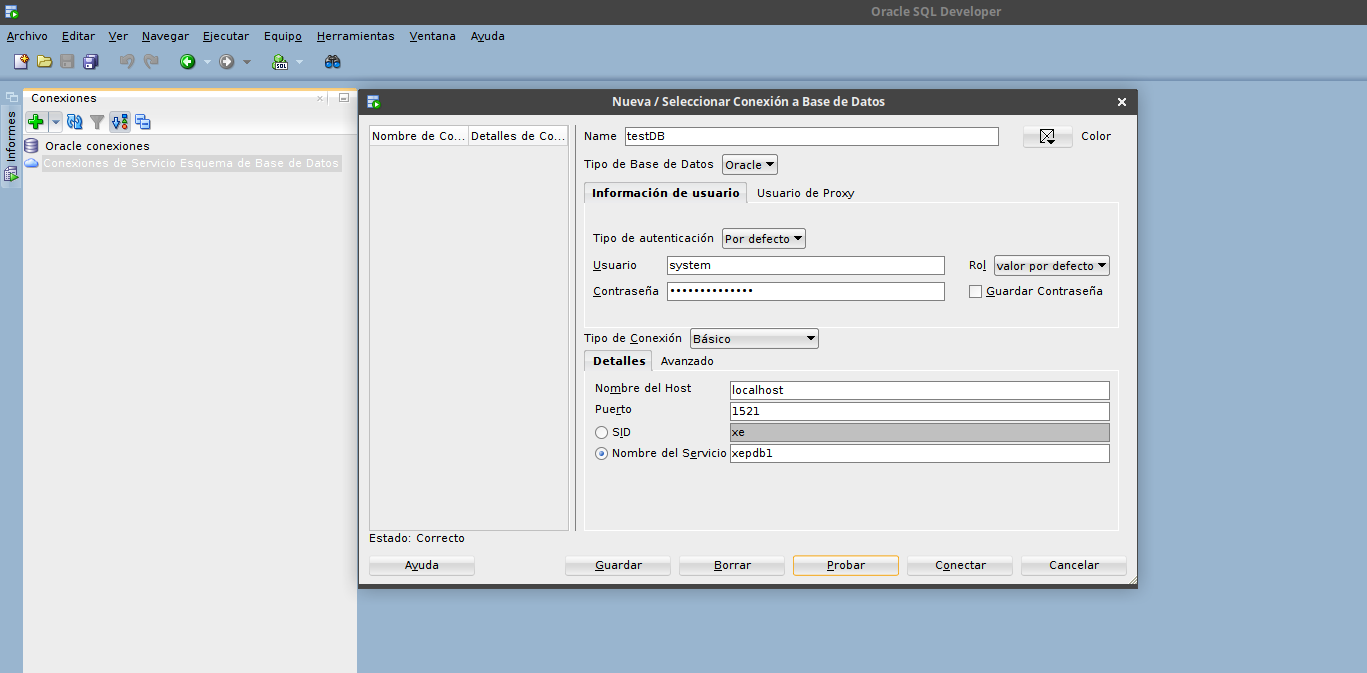 Oracle SQL Developer
Archivo Editar Ver Navegar Ejecutar Equipo Herramientas Ventana Ayuda
SQL
Informes
Conexiones
Oracle conexiones
Conexiones de Servicio Esquema de Base de Datos
Nueva / Seleccionar Conexión a Base de Datos
Nombre de Co... Detalles de Co...
Name testDB Color
Tipo de Base de Datos Oracle
Información de usuario Usuario de Proxy
Tipo de autenticación Por defecto
Usuario system Rol valor por defecto
Contraseña •••••••••••••• Guardar Contraseña
Tipo de Conexión Básico
Detalles Avanzado
Nombre del Host localhost
Puerto 1521
SID xe
Nombre del Servicio xepdb1
Estado: Correcto
Ayuda Guardar Borrar Probar Conectar Cancelar